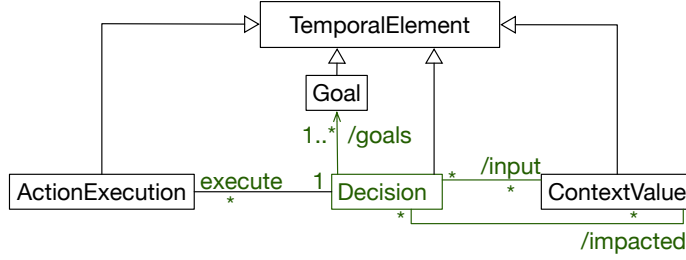 TemporalElement
Goal
1..* /goals
ActionExecution
execute
*
1
Decision
*
/input
*
ContextValue
*
*
/impacted